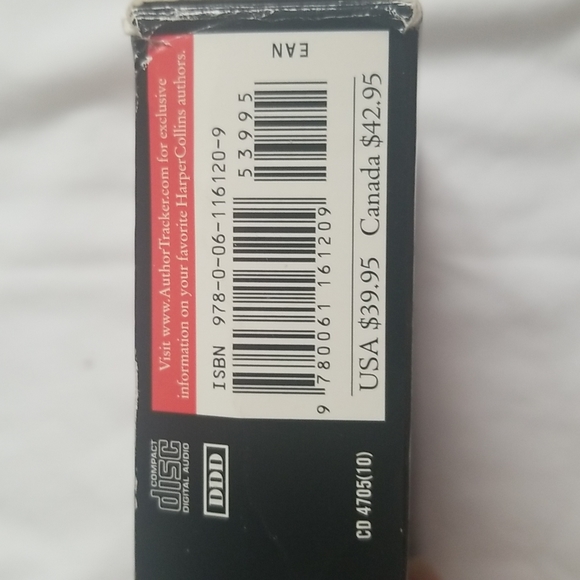 Visit www.AuthorTracker.com for exclusive
information on your favorite HarperCollins authors.
ISBN 978-0-06-116120-9
EAN
53995
9 780061 161209
USA $39.95 Canada $42.95
COMPACT
disc
DIGITAL AUDIO
DDD
CD 4705(10)